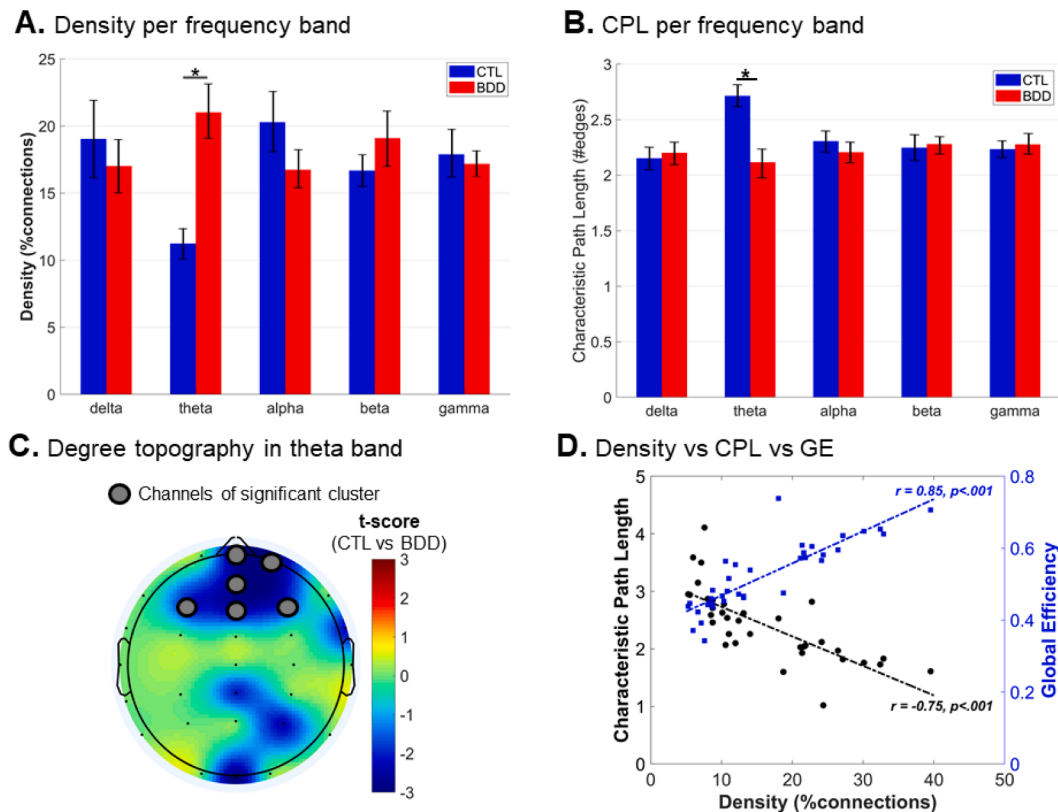 A. Density per frequency band
25
20
15
10
5
0
Density (%connections)
*
CTL
BDD
delta theta alpha beta gamma
B. CPL per frequency band
3
2.5
2
1.5
1
0.5
0
Characteristic Path Length (#edges)
*
CTL
BDD
delta theta alpha beta gamma
C. Degree topography in theta band
Channels of significant cluster
t-score
(CTL vs BDD)
3
2
1
0
-1
-2
-3
D. Density vs CPL vs GE
5
4
3
2
1
0
Characteristic Path Length
r = 0.85, p<.001
r = -0.75, p<.001
0.8
0.6
0.4
0.2
0
Global Efficiency
0 10 20 30 40 50
Density (%connections)